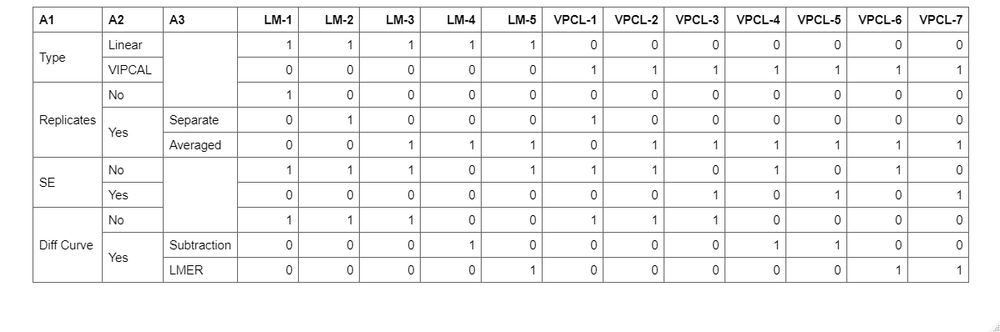 A1 A2 A3 LM-1 LM-2 LM-3 LM-4 LM-5 VPCL-1 VPCL-2 VPCL-3 VPCL-4 VPCL-5 VPCL-6 VPCL-7
Type Linear 1 1 1 1 1 0 0 0 0 0 0 0
VIPCAL 0 0 0 0 0 1 1 1 1 1 1 1
Replicates No 1 0 0 0 0 0 0 0 0 0 0 0
Yes Separate 0 1 0 0 0 1 0 0 0 0 0 0
Averaged 0 0 1 1 1 0 1 1 1 1 1 1
SE No 1 1 1 0 1 1 1 0 1 0 1 0
Yes 0 0 0 0 0 0 0 1 0 1 0 1
Diff Curve No 1 1 1 0 0 1 1 1 0 0 0 0
Yes Subtraction 0 0 0 1 0 0 0 0 1 1 0 0
LMER 0 0 0 0 1 0 0 0 0 0 1 1